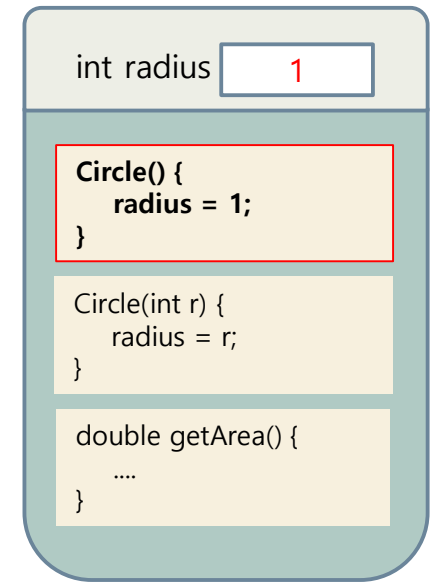 int radius 1
Circle() {
radius = 1;
}
Circle(int r) {
radius = r;
}
double getArea() {
....
}